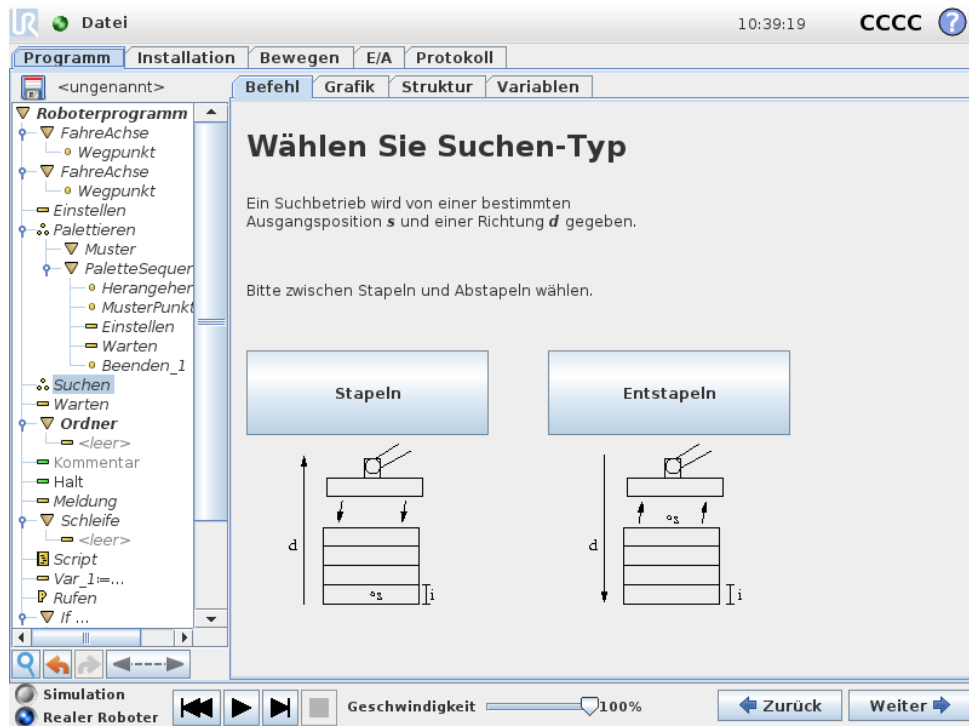 UR Datei 10:39:19 CCCC ?
Programm Installation Bewegen E/A Protokoll
<ungenannt>
Befehl Grafik Struktur Variablen
Roboterprogramm
FahreAchse
Wegpunkt
FahreAchse
Wegpunkt
Einstellen
Palettieren
Muster
PaletteSequer
Herangeher
MusterPunkt
Einstellen
Warten
Beenden_1
Suchen
Warten
Ordner
<leer>
Kommentar
Halt
Meldung
Schleife
<leer>
Script
Var_1:=...
Rufen
If ...
Wählen Sie Suchen-Typ
Ein Suchbetrieb wird von einer bestimmten
Ausgangsposition s und einer Richtung d gegeben.
Bitte zwischen Stapeln und Abstapeln wählen.
Stapeln Entstapeln
d s i
d s i
Simulation
Realer Roboter
Geschwindigkeit 100%
Zurück Weiter